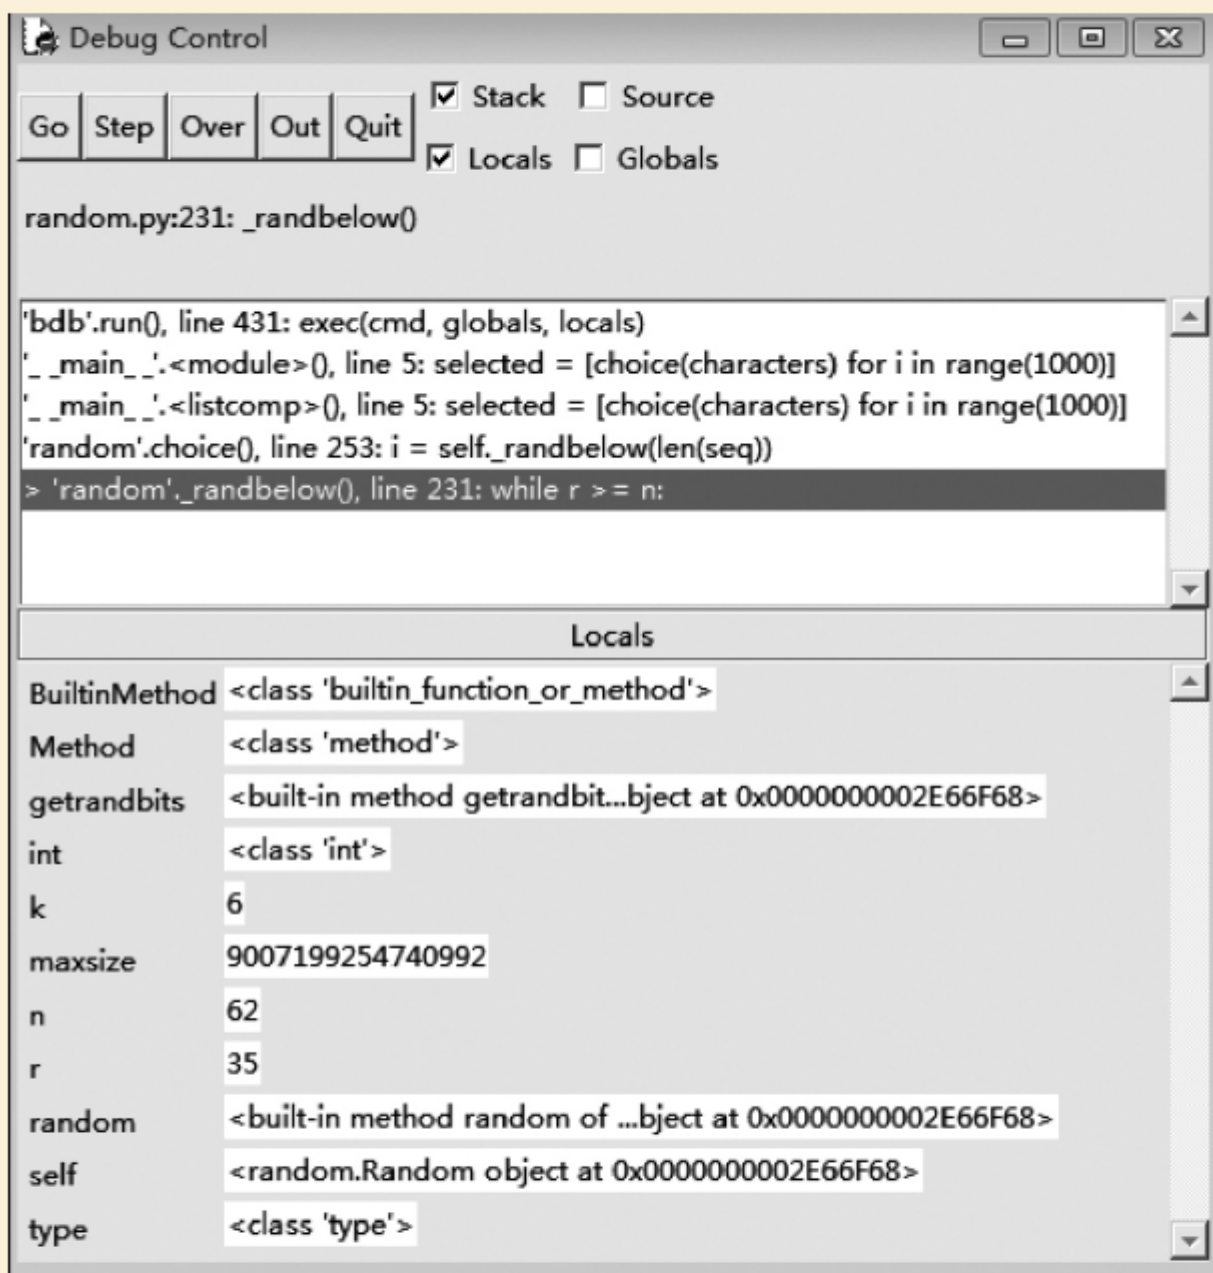 Debug Control
Go Step Over Out Quit
Stack Source
Locals Globals
random.py:231: _randbelow()
'bdb'.run(), line 431: exec(cmd, globals, locals)
'_ _main_ _'.<module>(), line 5: selected = [choice(characters) for i in range(1000)]
'_ _main_ _'.<listcomp>(), line 5: selected = [choice(characters) for i in range(1000)]
'random'.choice(), line 253: i = self._randbelow(len(seq))
> 'random'._randbelow(), line 231: while r >= n:
Locals
BuiltinMethod <class 'builtin_function_or_method'>
Method <class 'method'>
getrandbits <built-in method getrandbit...bject at 0x0000000002E66F68>
int <class 'int'>
k 6
maxsize 9007199254740992
n 62
r 35
random <built-in method random of ...bject at 0x0000000002E66F68>
self <random.Random object at 0x0000000002E66F68>
type <class 'type'>